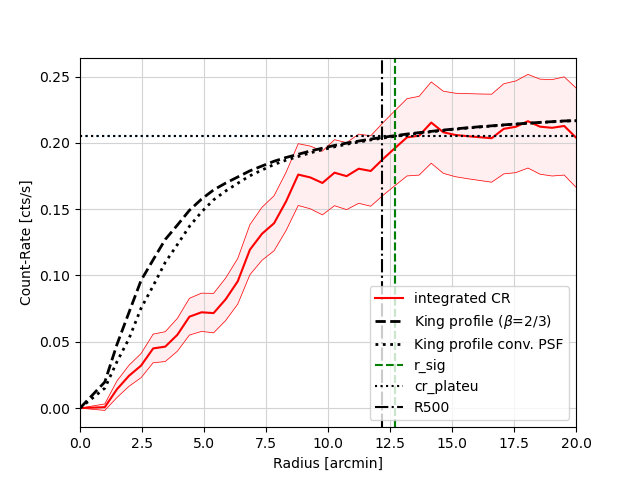 0.25
0.20
0.15
0.10
0.05
0.00
Count-Rate [cts/s]
integrated CR
King profile (β=2/3)
King profile conv. PSF
r_sig
cr_plateu
R500
0.0 2.5 5.0 7.5 10.0 12.5 15.0 17.5 20.0
Radius [arcmin]